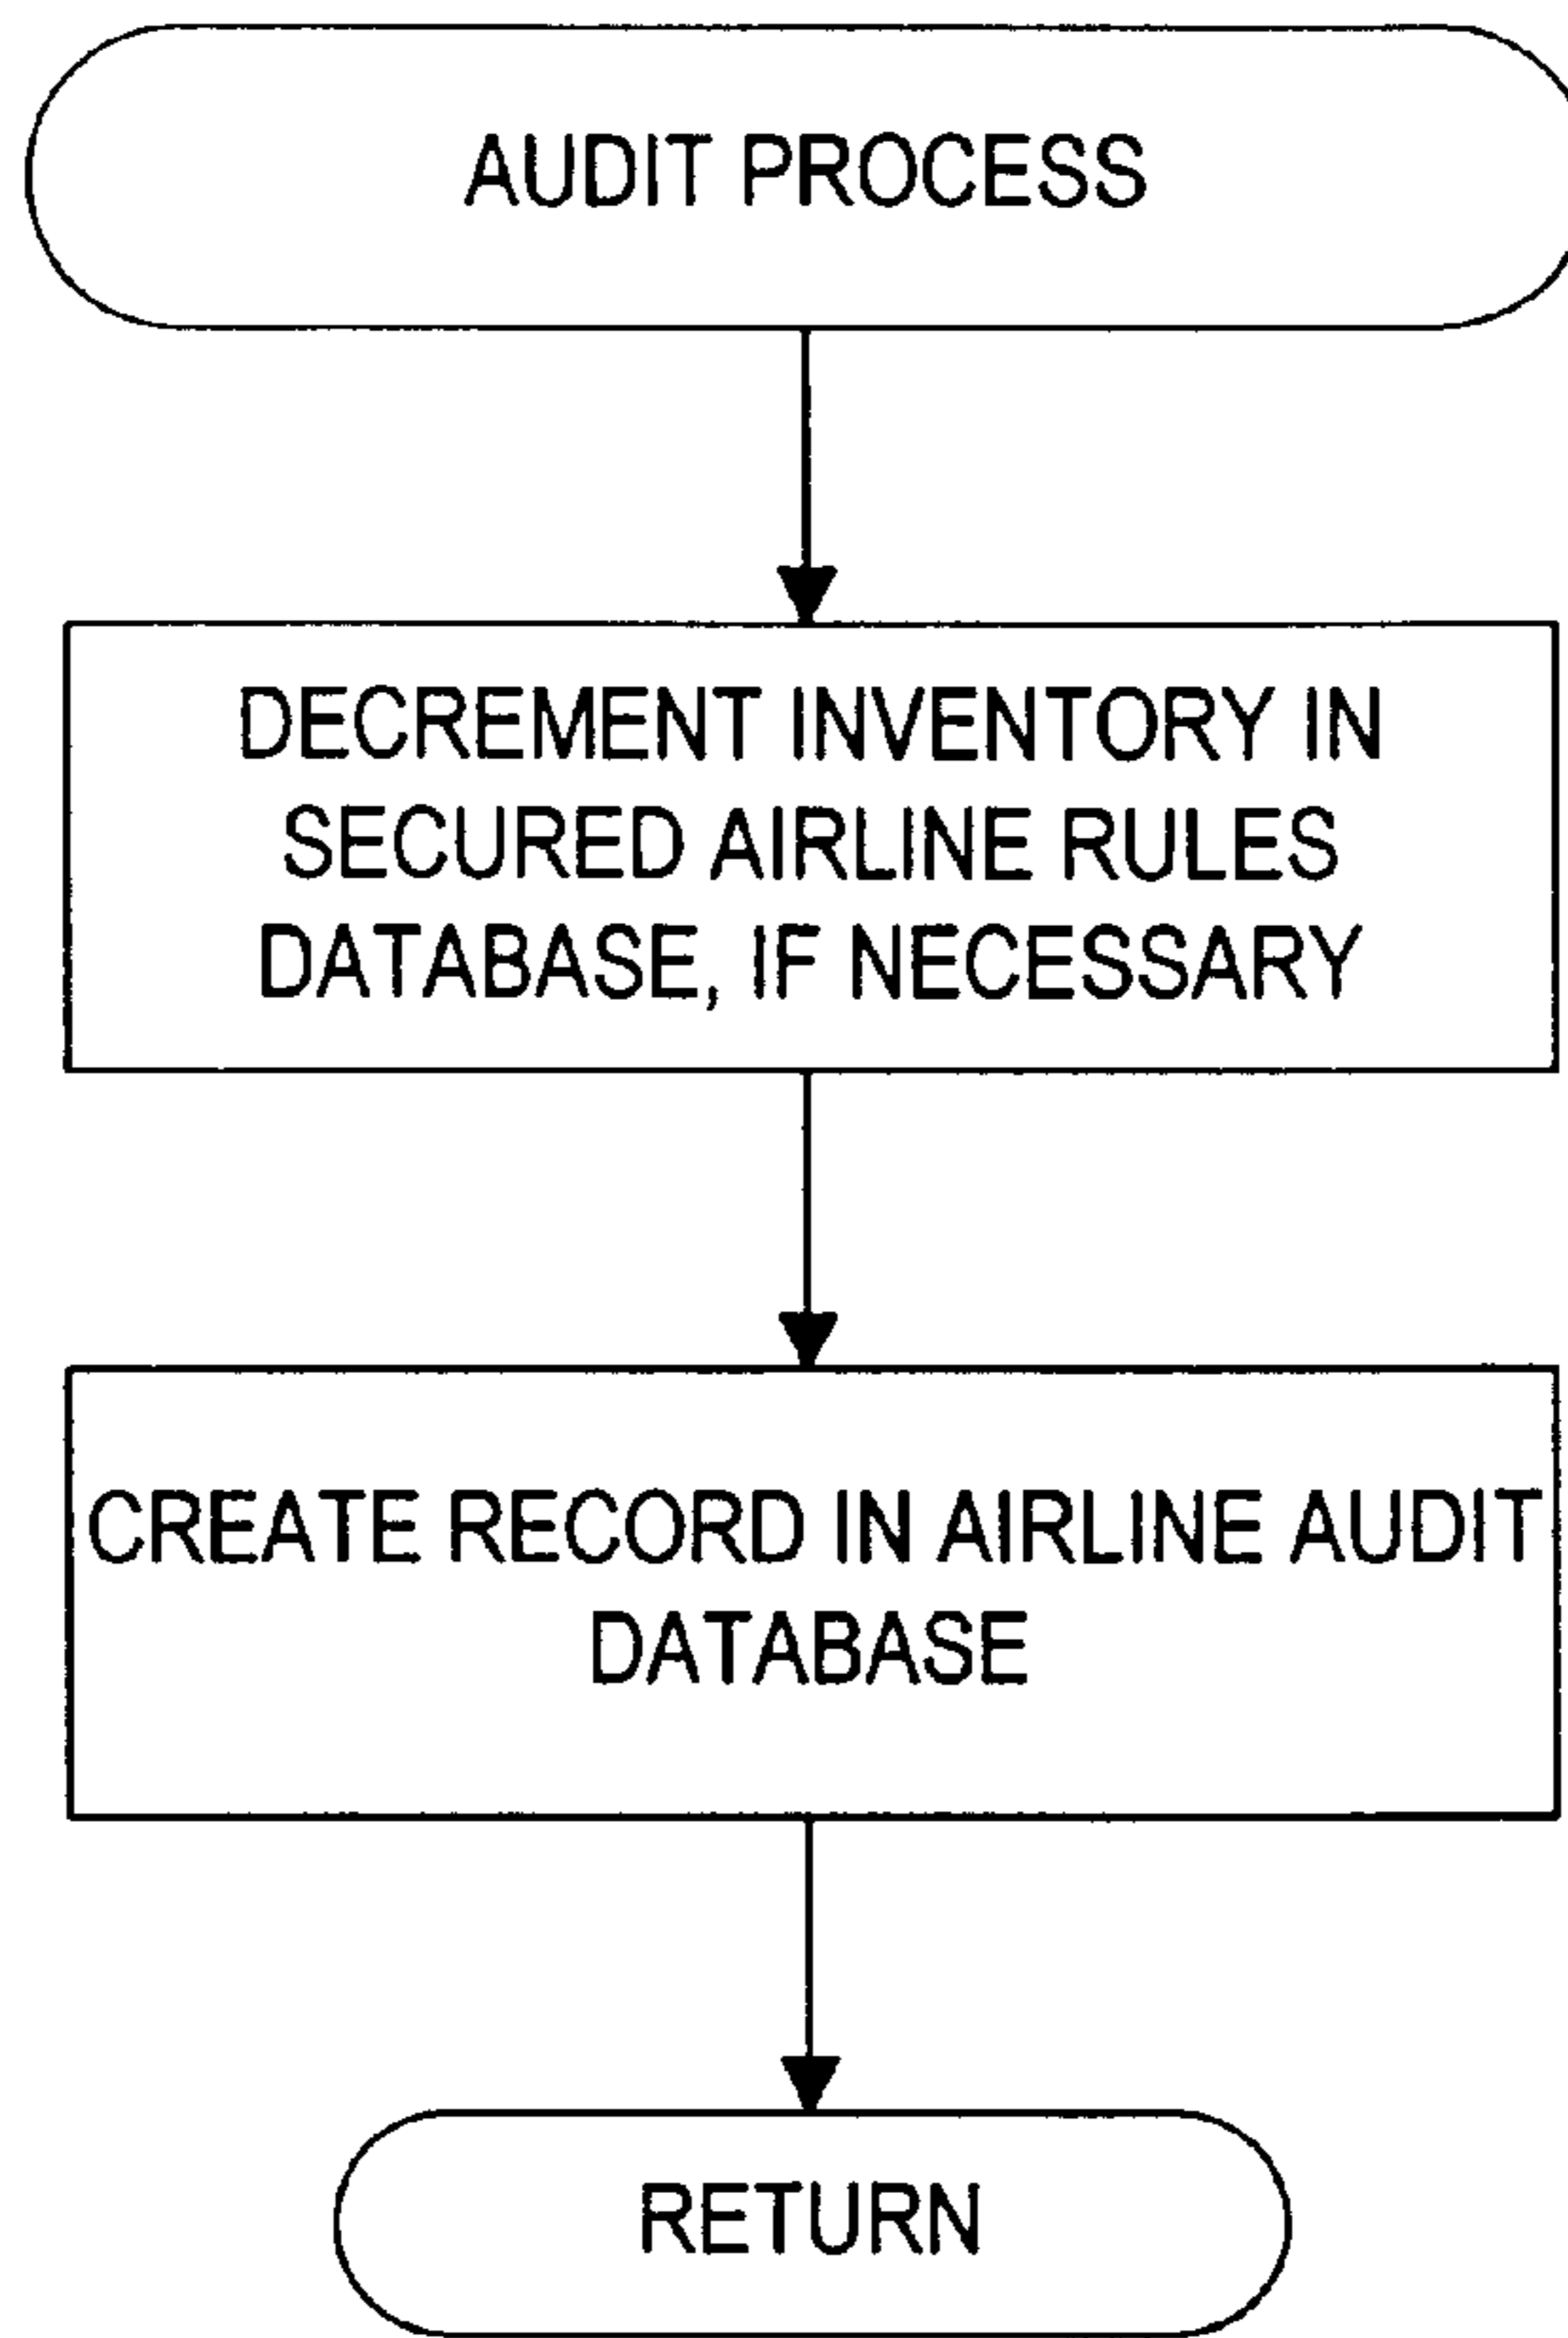 AUDIT PROCESS
DECREMENT INVENTORY IN
SECURED AIRLINE RULES
DATABASE, IF NECESSARY
CREATE RECORD IN AIRLINE AUDIT
DATABASE
RETURN